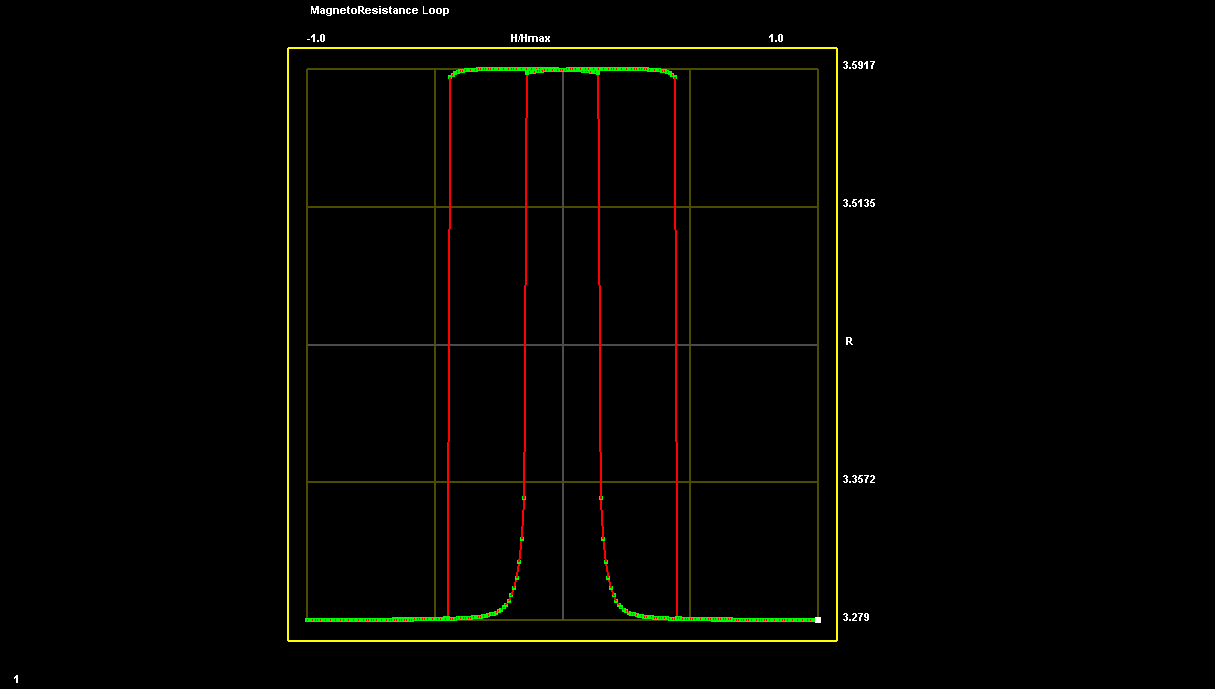 MagnetoResistance Loop
-1.0 H/Hmax 1.0
3.5917
3.5135
R
3.3572
3.279
1